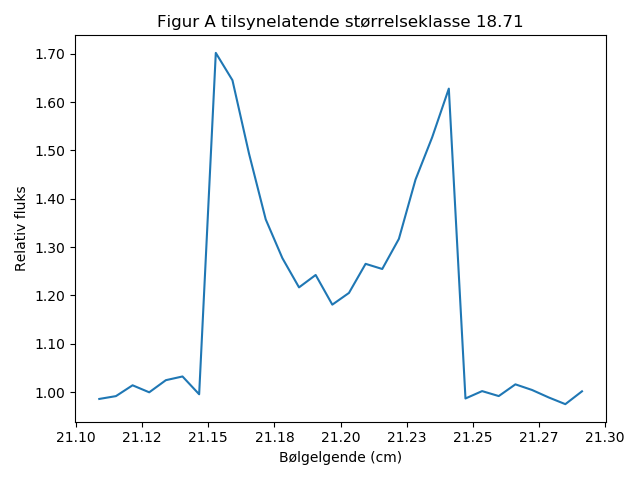 Figur A tilsynelatende størrelseklasse 18.71
1.70
1.60
1.50
1.40
1.30
1.20
1.10
1.00
Relativ fluks
21.10 21.12 21.15 21.18 21.20 21.23 21.25 21.27 21.30
Bølgelgende (cm)